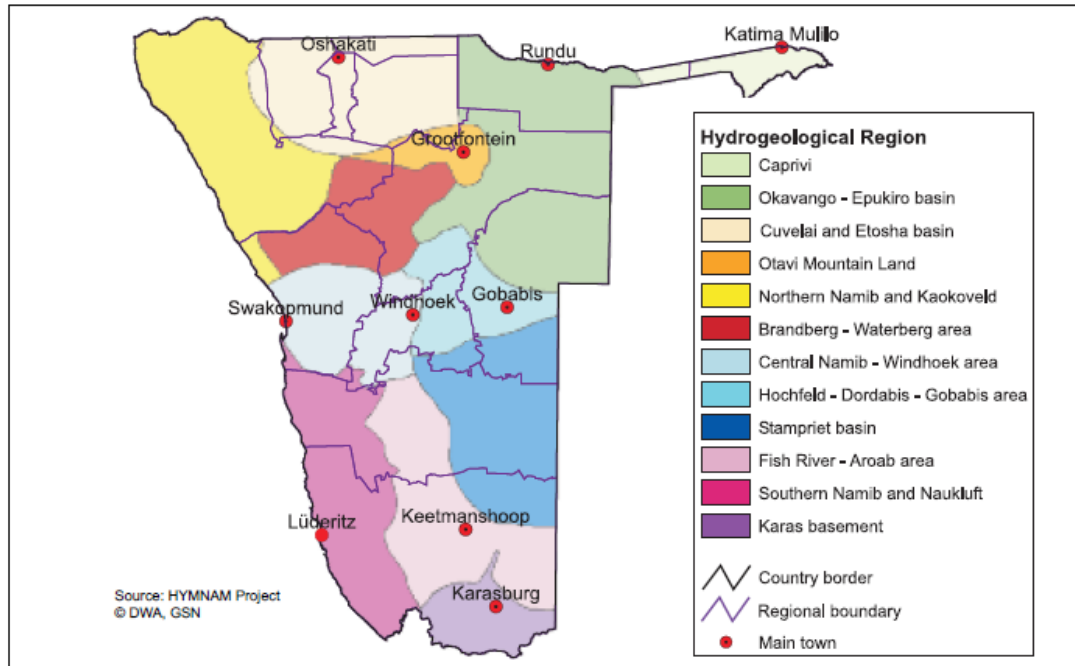 Katima Mulilo
Oshakati
Rundu
Grootfontein
Swakopmund
Windhoek
Gobabis
Lüderitz
Keetmanshoop
Karasburg
Source: HYMNAM Project
© DWA, GSN
Hydrogeological Region
Caprivi
Okavango - Epukiro basin
Cuvelai and Etosha basin
Otavi Mountain Land
Northern Namib and Kaokoveld
Brandberg - Waterberg area
Central Namib - Windhoek area
Hochfeld - Dordabis - Gobabis area
Stampriet basin
Fish River - Aroab area
Southern Namib and Naukluft
Karas basement
Country border
Regional boundary
Main town